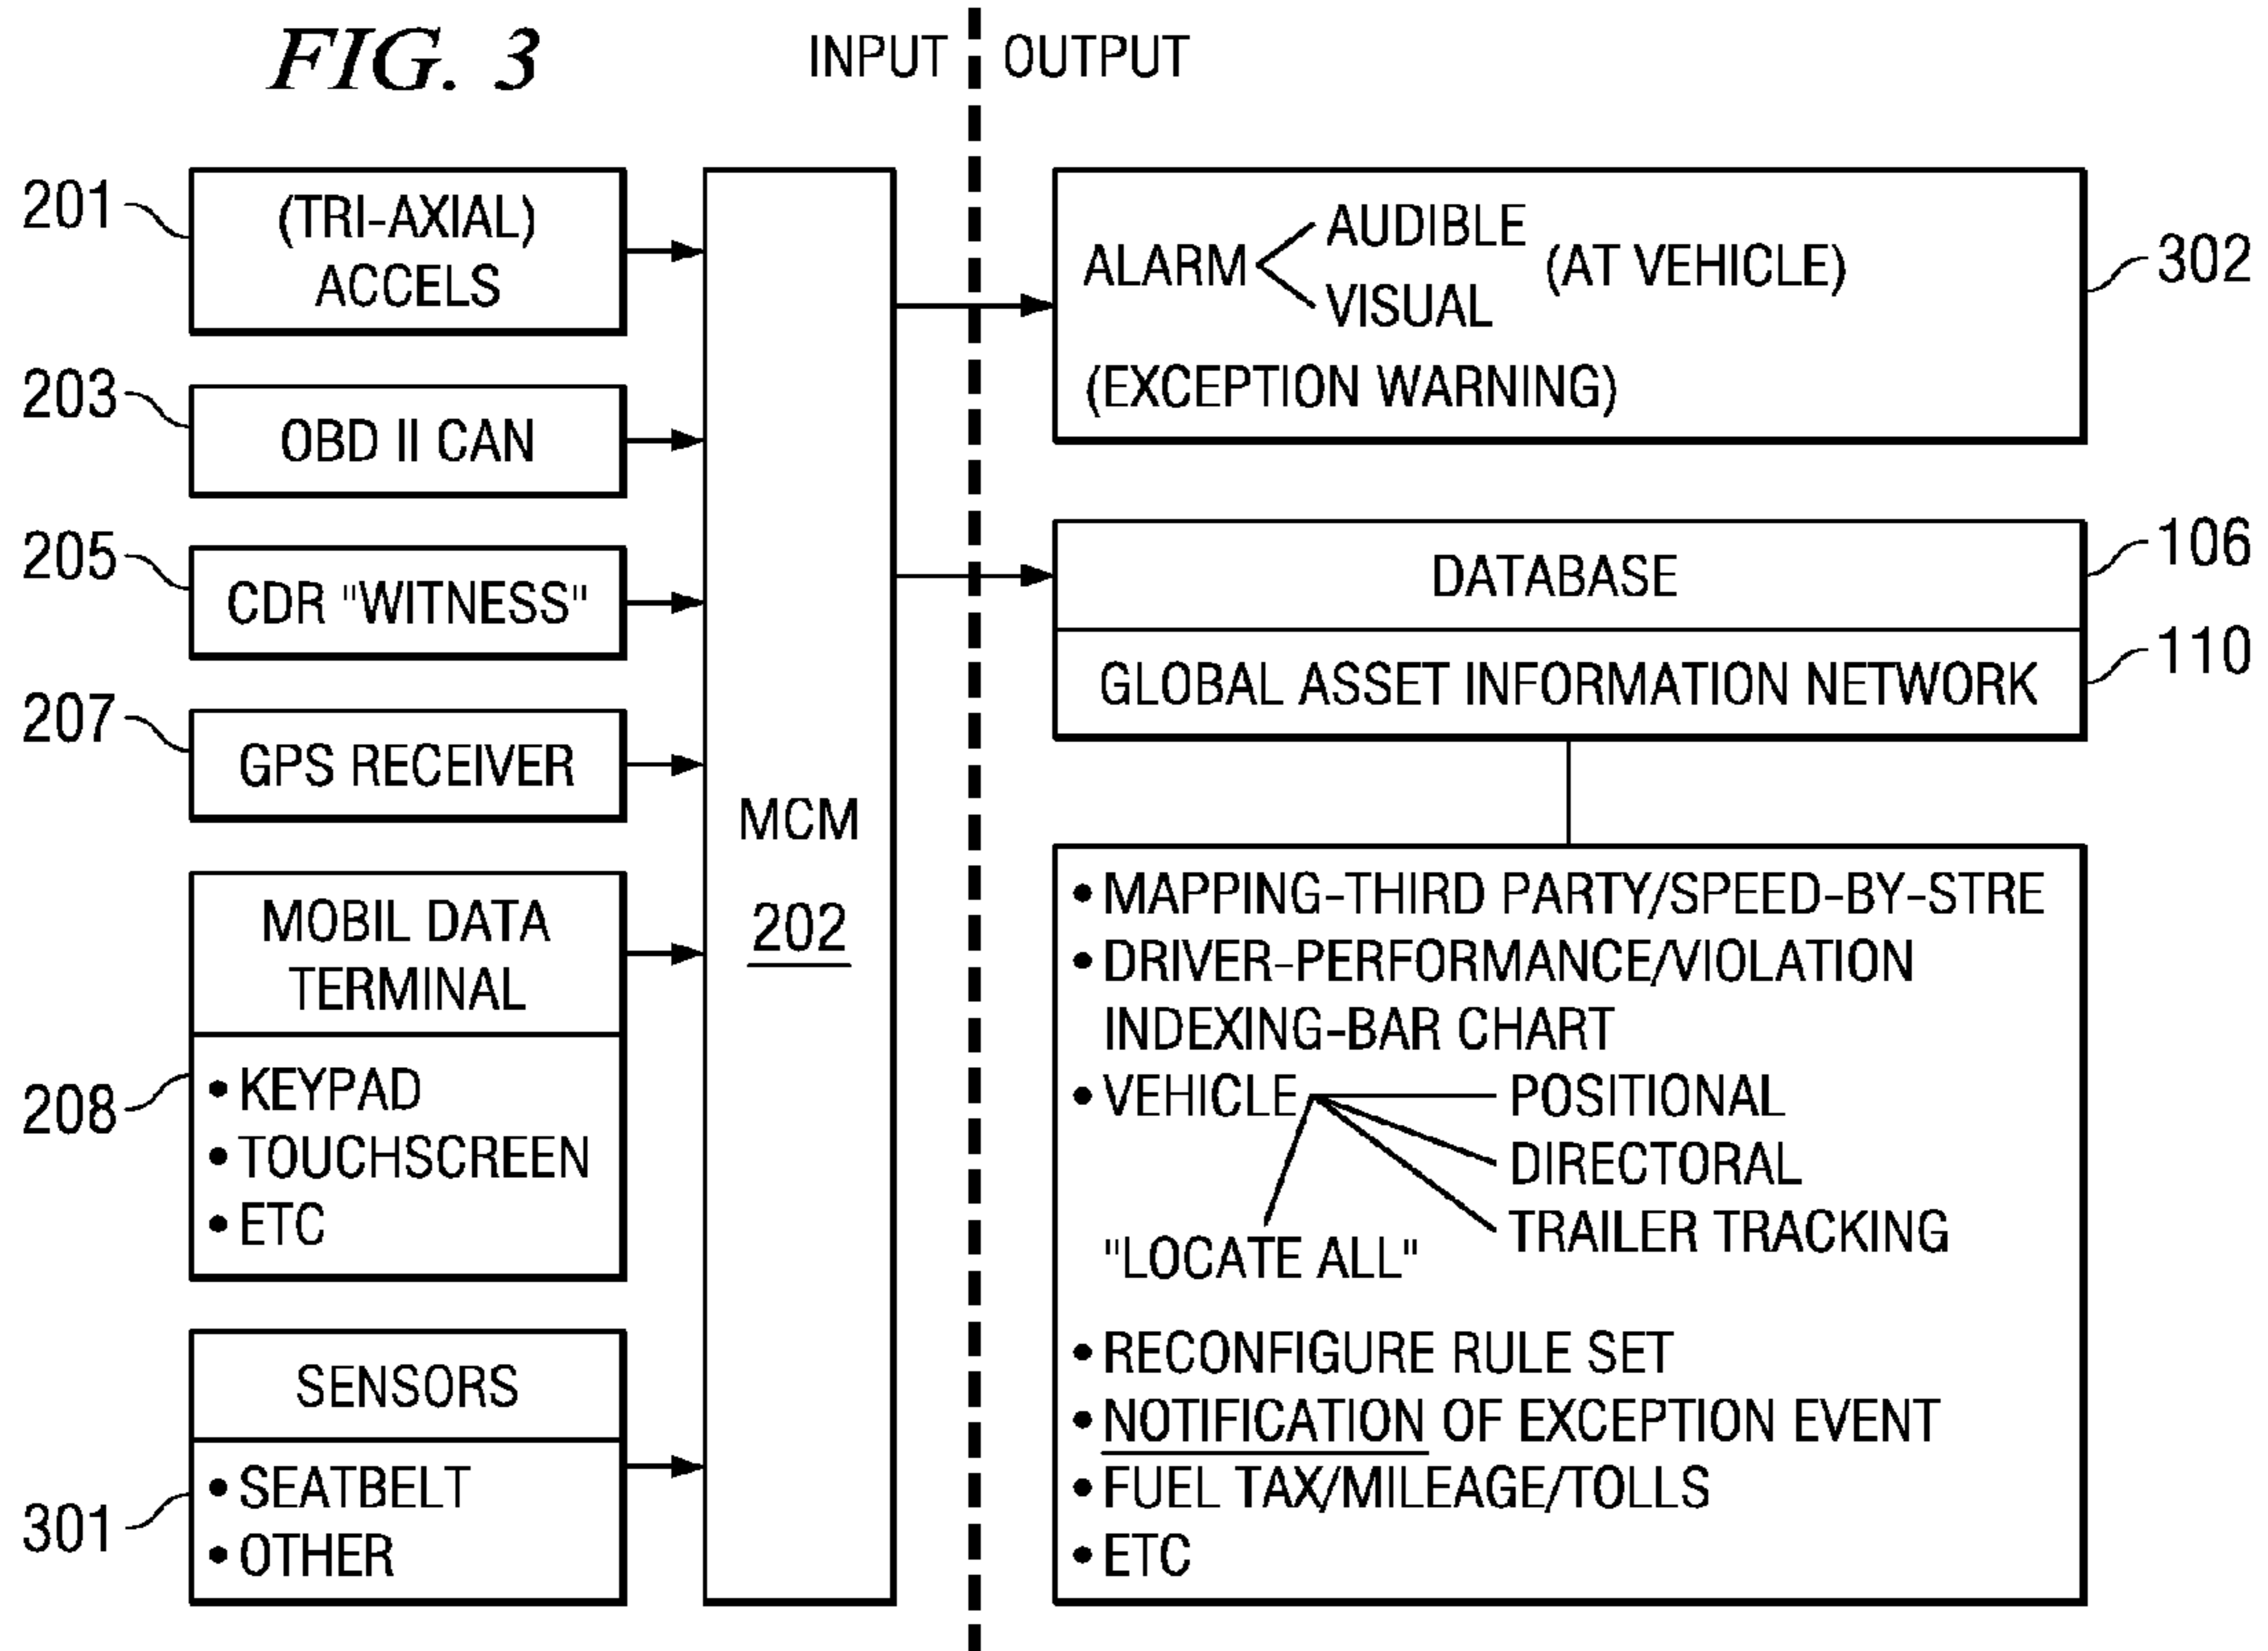 FIG. 3
INPUT
OUTPUT
201
(TRI-AXIAL)
ACCELS
203
OBD II CAN
205
CDR "WITNESS"
207
GPS RECEIVER
208
MOBIL DATA
TERMINAL
• KEYPAD
• TOUCHSCREEN
• ETC
301
SENSORS
• SEATBELT
• OTHER
MCM
202
ALARM
AUDIBLE
VISUAL
(AT VEHICLE)
(EXCEPTION WARNING)
302
DATABASE
106
GLOBAL ASSET INFORMATION NETWORK
110
• MAPPING-THIRD PARTY/SPEED-BY-STRE
• DRIVER-PERFORMANCE/VIOLATION
INDEXING-BAR CHART
• VEHICLE
POSITIONAL
DIRECTORAL
TRAILER TRACKING
"LOCATE ALL"
• RECONFIGURE RULE SET
• NOTIFICATION OF EXCEPTION EVENT
• FUEL TAX/MILEAGE/TOLLS
• ETC